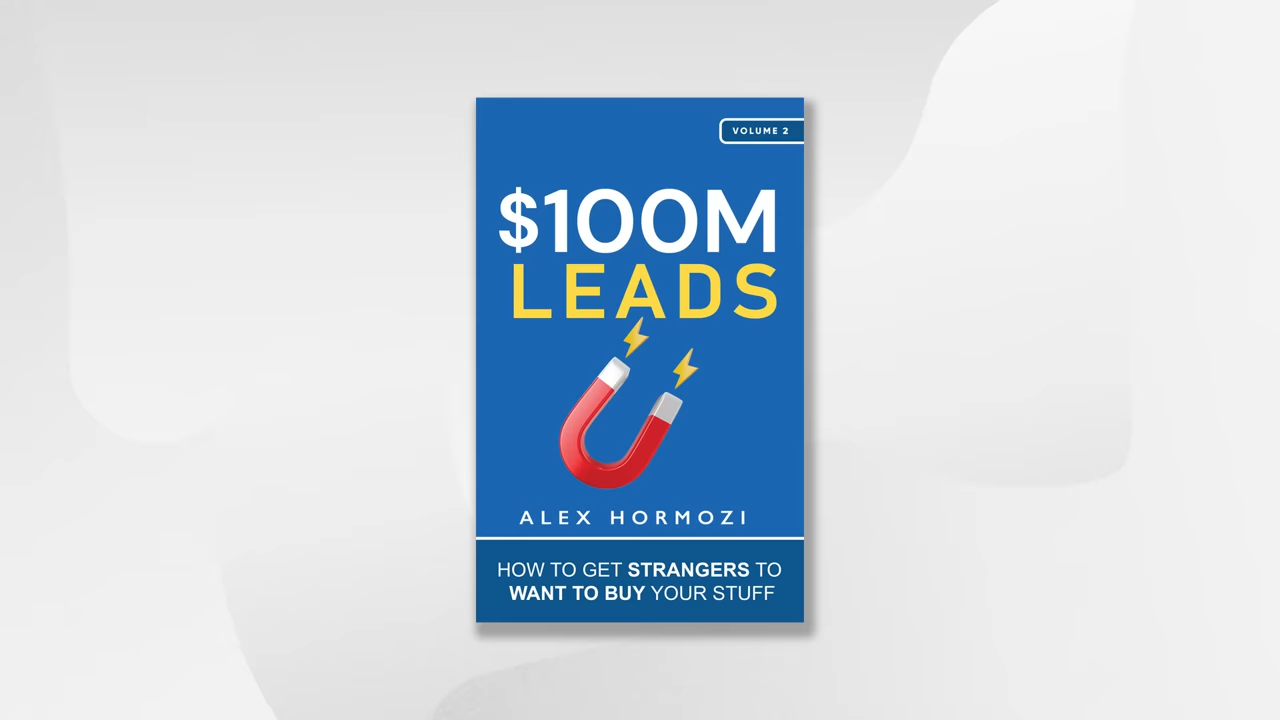 VOLUME 2
$100M
LEADS
ALEX HORMOZI
HOW TO GET STRANGERS TO
WANT TO BUY YOUR STUFF